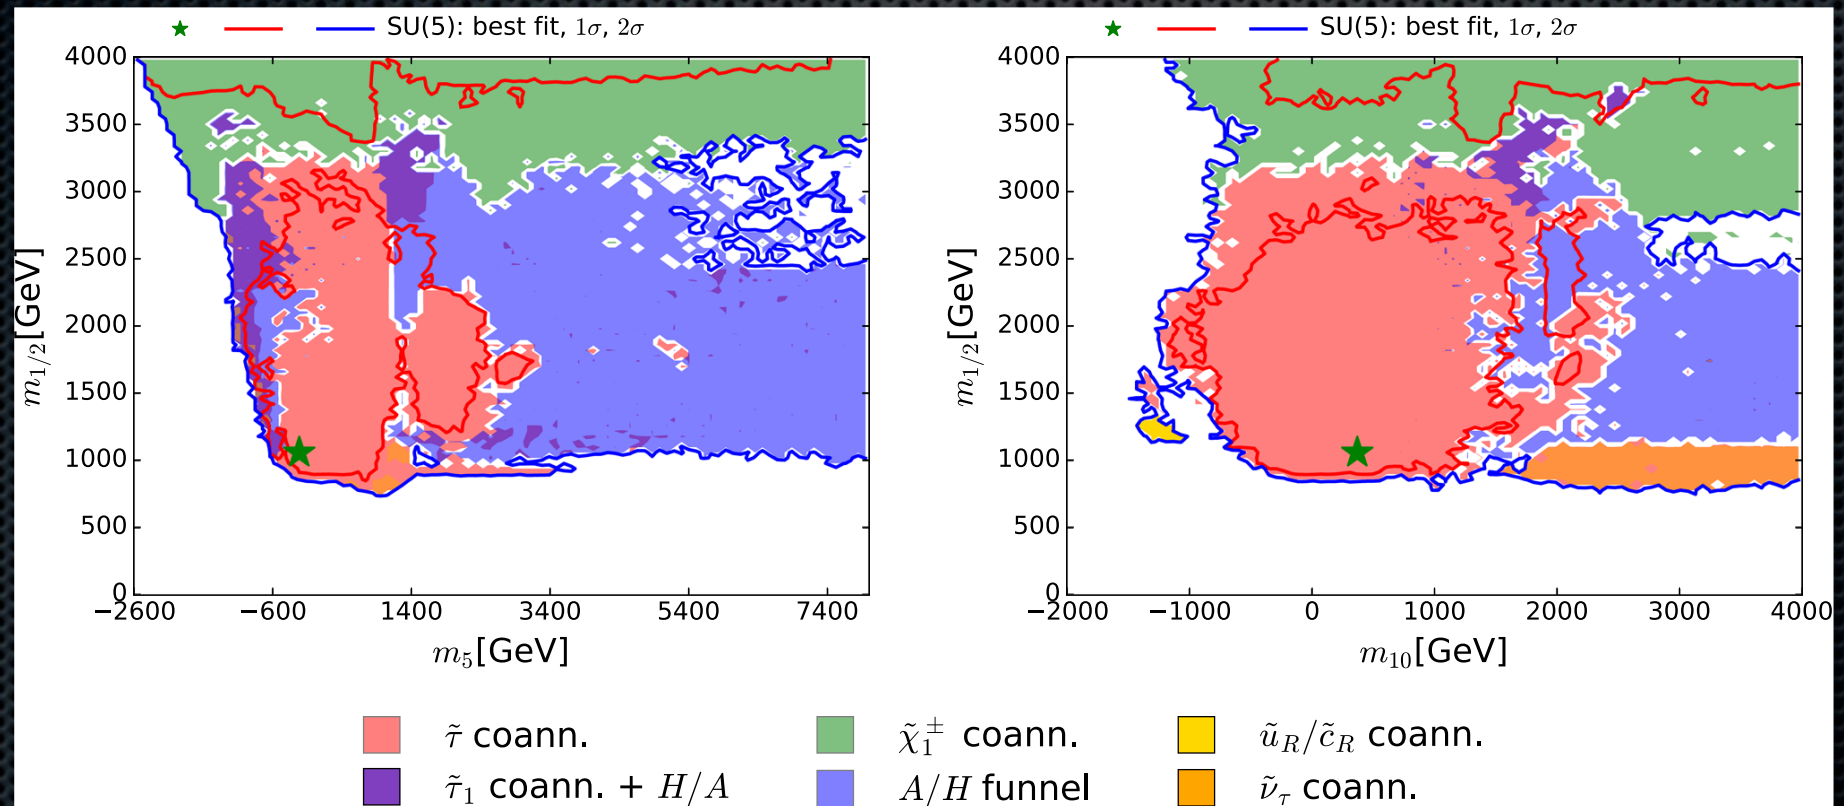 SU(5): best fit, 1σ, 2σ
4000
3500
3000
2500
2000
1500
1000
500
0
m₁/₂[GeV]
−2600 −600 1400 3400 5400 7400
m₅[GeV]
SU(5): best fit, 1σ, 2σ
4000
3500
3000
2500
2000
1500
1000
500
0
m₁/₂[GeV]
−2000 −1000 0 1000 2000 3000 4000
m₁₀[GeV]
τ̃ coann. χ̃₁± coann. ũ_R/c̃_R coann.
τ̃₁ coann. + H/A A/H funnel ν̃_τ coann.